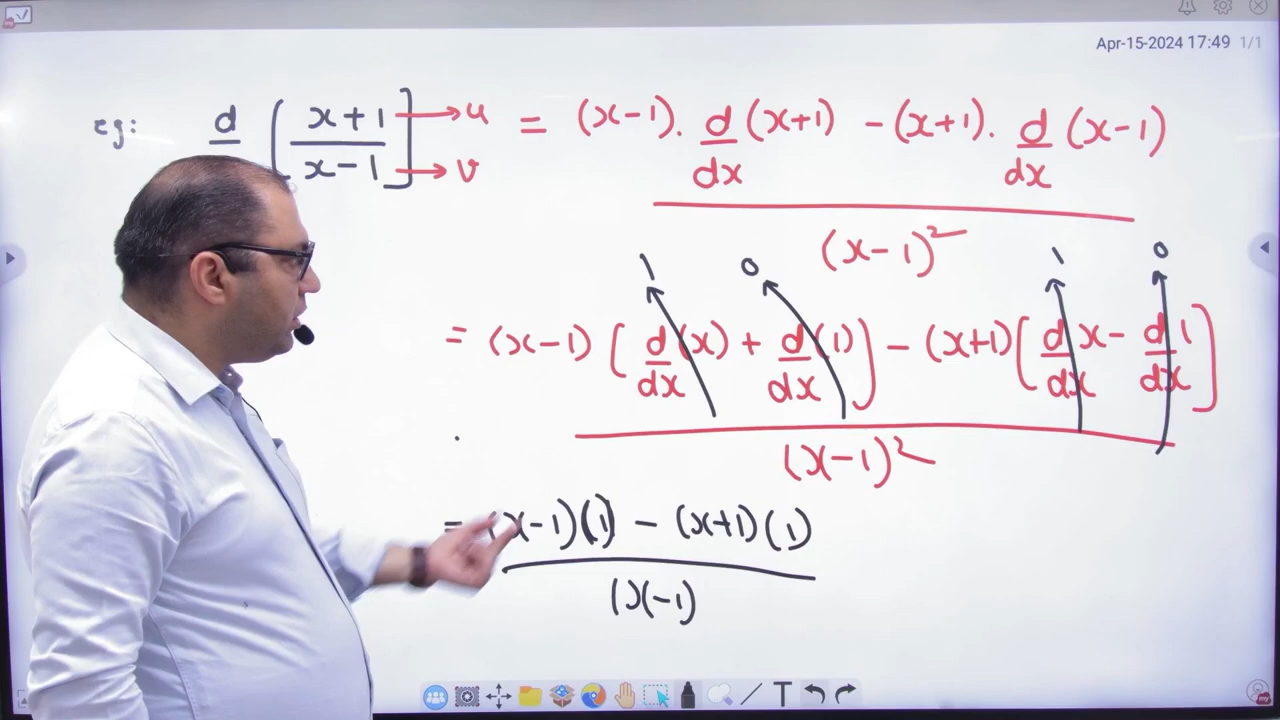 Apr-15-2024 17:49 1/1
eg: d [x+1 / x-1] → u → v = (x-1). d/dx (x+1) - (x+1). d/dx (x-1)
(x-1)²
1 0 1 0
= (x-1) [d/dx (x) + d/dx (1)] - (x+1) [d/dx x - d/dx 1]
(x-1)²
= (x-1)(1) - (x+1)(1)
(x-1)
T